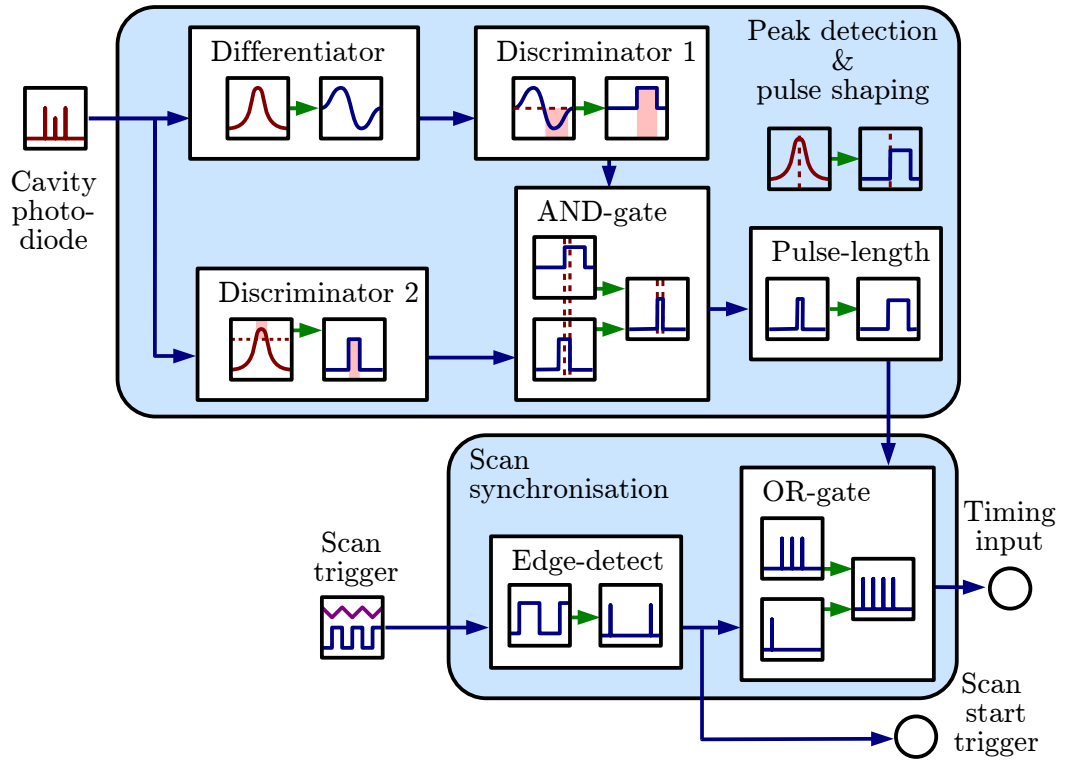 Differentiator
Discriminator 1
Peak detection
&
pulse shaping
Cavity
photo-
diode
AND-gate
Pulse-length
Discriminator 2
Scan
synchronisation
OR-gate
Timing
input
Scan
trigger
Edge-detect
Scan
start
trigger